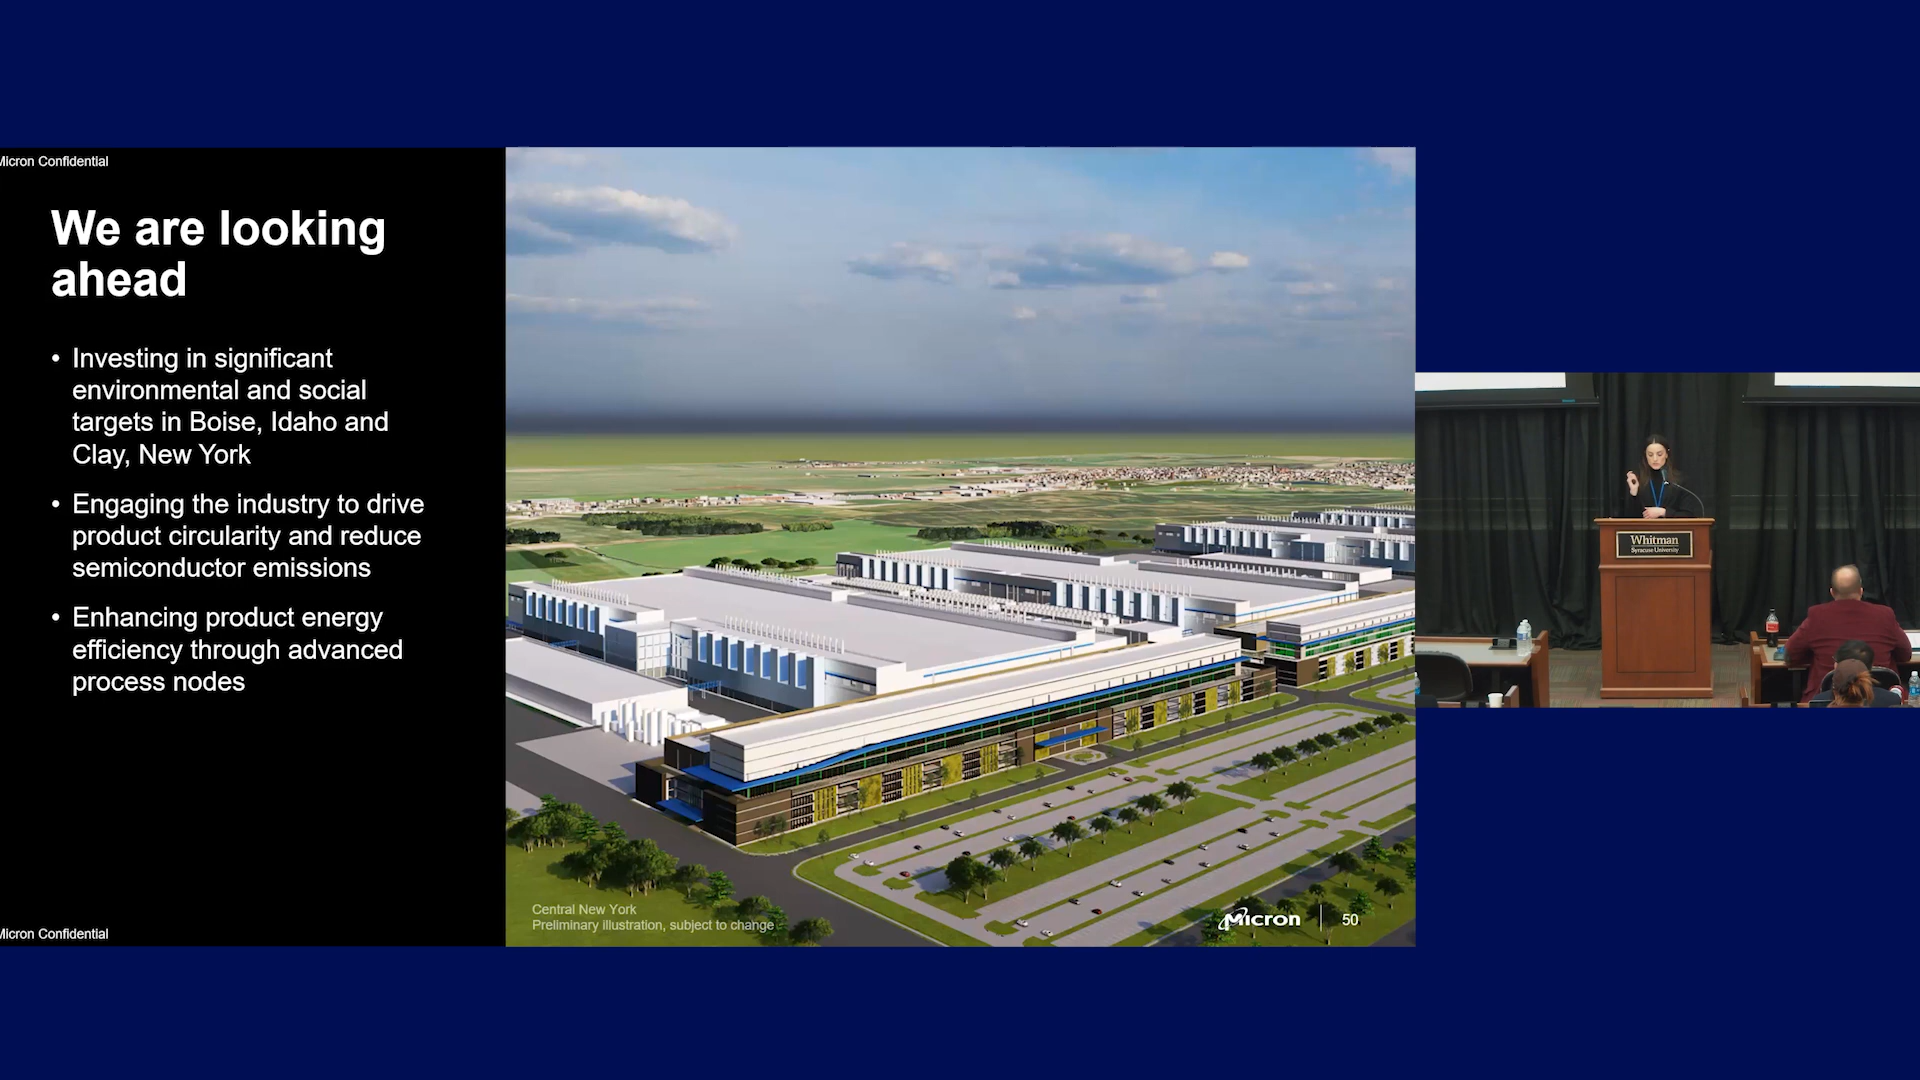 Micron Confidential
We are looking
ahead
• Investing in significant
environmental and social
targets in Boise, Idaho and
Clay, New York
• Engaging the industry to drive
product circularity and reduce
semiconductor emissions
• Enhancing product energy
efficiency through advanced
process nodes
Micron Confidential
Central New York
Preliminary illustration, subject to change
Micron
50
Whitman
Syracuse University